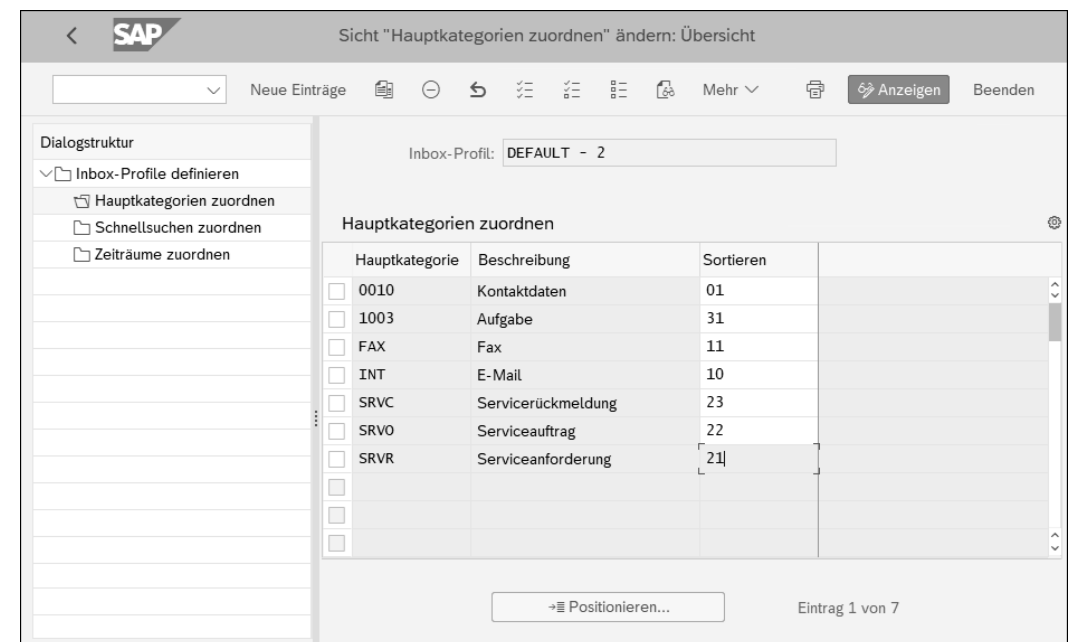 SAP Sicht "Hauptkategorien zuordnen" ändern: Übersicht
Neue Einträge Mehr Anzeigen Beenden
Dialogstruktur
Inbox-Profile definieren
Hauptkategorien zuordnen
Schnellsuchen zuordnen
Zeiträume zuordnen
Inbox-Profil: DEFAULT - 2
Hauptkategorien zuordnen
Hauptkategorie Beschreibung Sortieren
0010 Kontaktdaten 01
1003 Aufgabe 31
FAX Fax 11
INT E-Mail 10
SRVC Servicerückmeldung 23
SRVO Serviceauftrag 22
SRVR Serviceanforderung 21
Positionieren... Eintrag 1 von 7